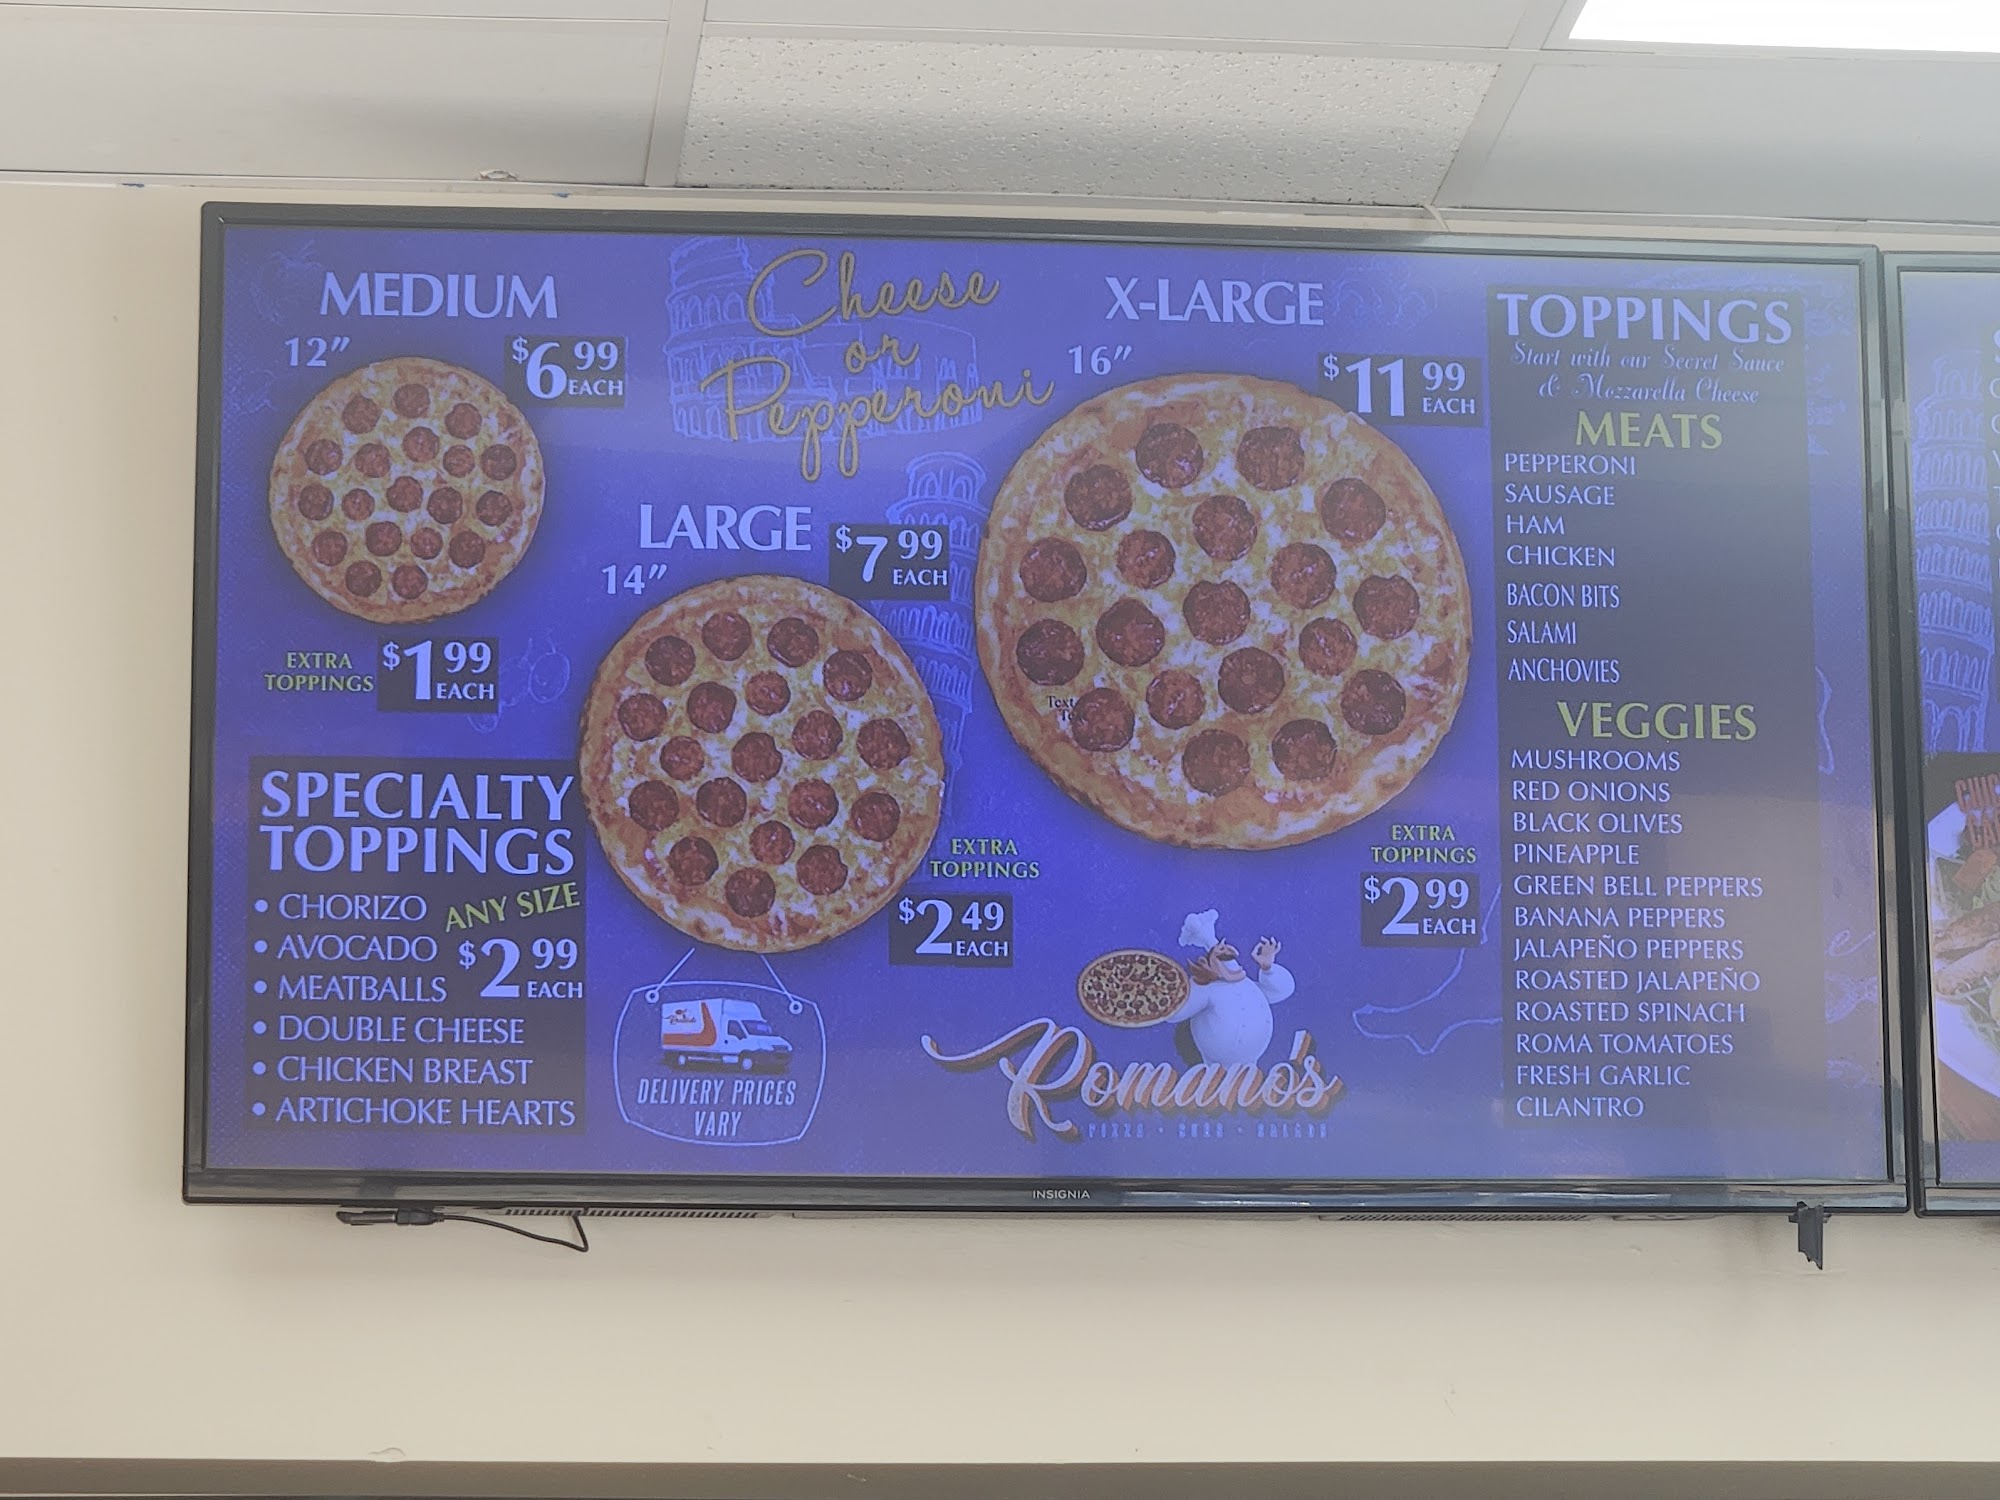 MEDIUM
12"
$6.99
EACH
EXTRA
TOPPINGS
$1.99
EACH
Cheese
or
Pepperoni
LARGE
14"
$7.99
EACH
EXTRA
TOPPINGS
$2.49
EACH
X-LARGE
16"
$11.99
EACH
EXTRA
TOPPINGS
$2.99
EACH
SPECIALTY
TOPPINGS
ANY SIZE
$2.99
EACH
• CHORIZO
• AVOCADO
• MEATBALLS
• DOUBLE CHEESE
• CHICKEN BREAST
• ARTICHOKE HEARTS
DELIVERY PRICES
VARY
Romano's
TOPPINGS
Start with our Secret Sauce
& Mozzarella Cheese
MEATS
PEPPERONI
SAUSAGE
HAM
CHICKEN
BACON BITS
SALAMI
ANCHOVIES
VEGGIES
MUSHROOMS
RED ONIONS
BLACK OLIVES
PINEAPPLE
GREEN BELL PEPPERS
BANANA PEPPERS
JALAPEÑO PEPPERS
ROASTED JALAPEÑO
ROASTED SPINACH
ROMA TOMATOES
FRESH GARLIC
CILANTRO
INSIGNIA